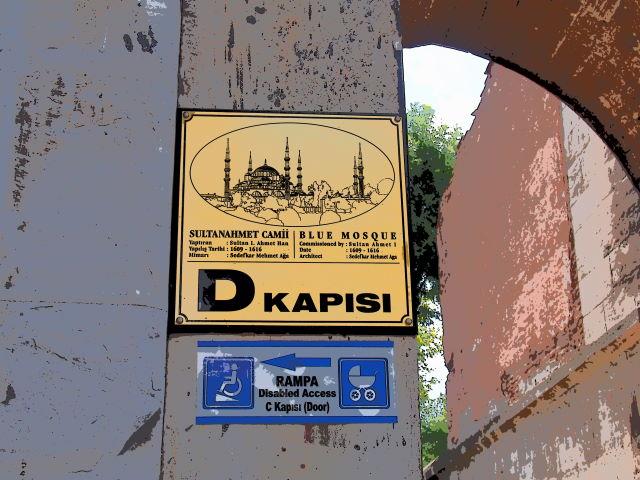 SULTANAHMET CAMİİ | BLUE MOSQUE
Yaptıran : Sultan I. Ahmet Han
Yapılış Tarihi : 1609 - 1616
Mimarı : Sedefkar Mehmet Ağa
Commissioned by : Sultan Ahmet I
Date : 1609 - 1616
Architect : Sedefkar Mehmet Aga
D KAPISI
RAMPA
Disabled Access
C Kapısı (Door)